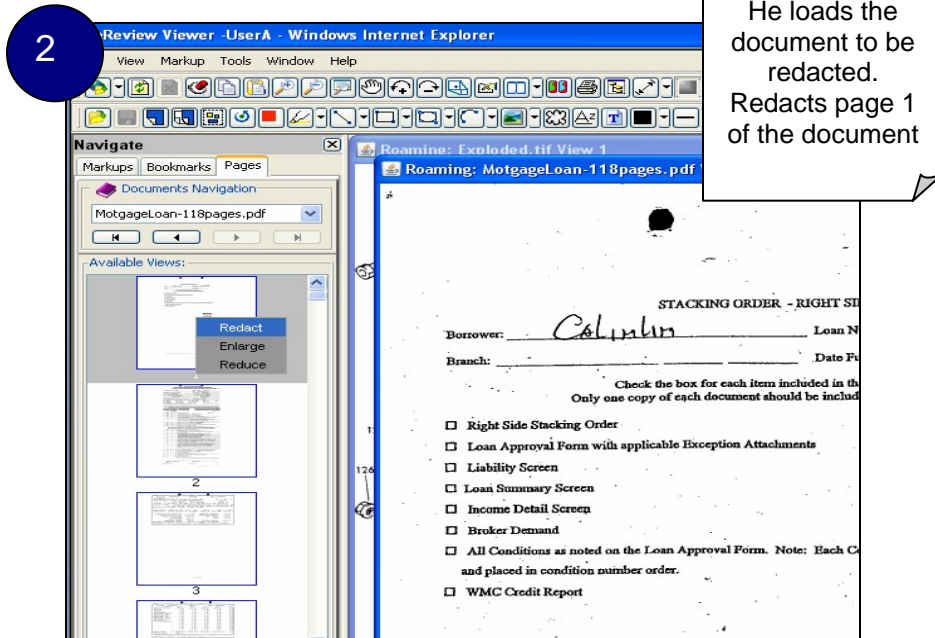 2
He loads the
document to be
redacted.
Redacts page 1
of the document
eReview Viewer -UserA - Windows Internet Explorer
View Markup Tools Window Help
Navigate
Markups Bookmarks Pages
Documents Navigation
MotgageLoan-118pages.pdf
Available Views:
Redact
Enlarge
Reduce
2
3
Roaming: Exploded.tif View 1
Roaming: MotgageLoan-118pages.pdf
126
STACKING ORDER - RIGHT SI
Borrower: Loan N
Branch: Date Fu
Check the box for each item included in th
Only one copy of each document should be includ
Right Side Stacking Order
Loan Approval Form with applicable Exception Attachments
Liability Screen
Loan Summary Screen
Income Detail Screen
Broker Demand
All Conditions as noted on the Loan Approval Form. Note: Each C
and placed in condition number order.
WMC Credit Report